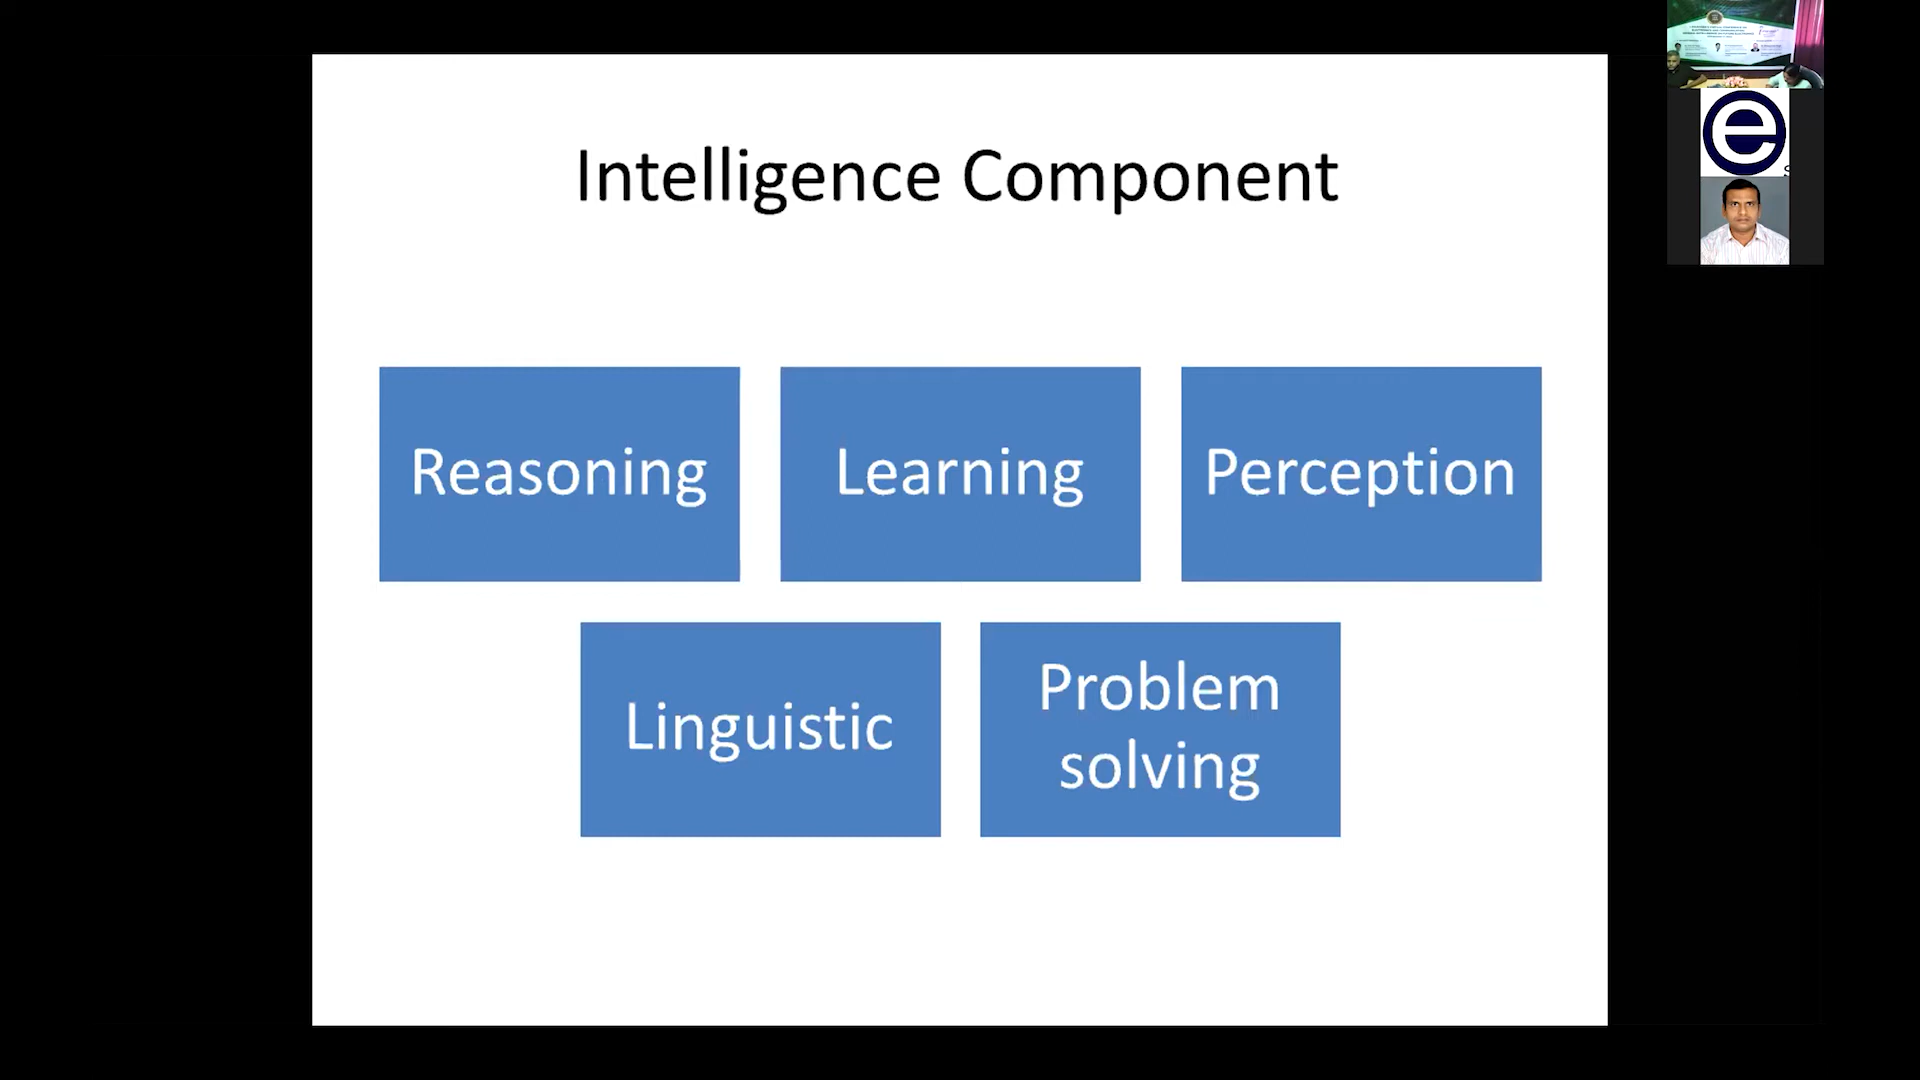 Intelligence Component
Reasoning
Learning
Perception
Linguistic
Problem
solving
e